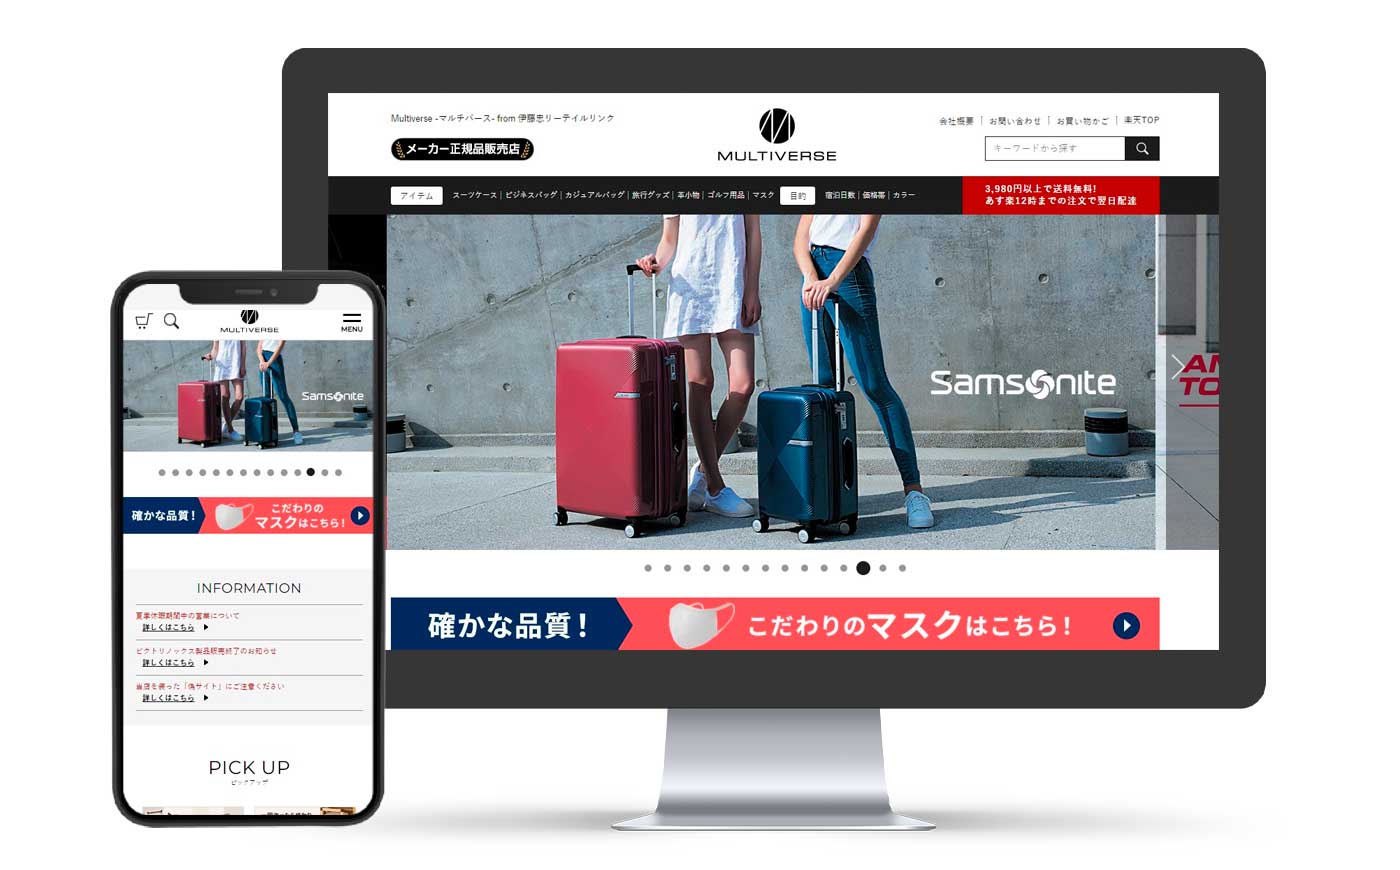 Multiverse -マルチバース- from 伊藤忠リーテイルリンク
メーカー正規品販売店
MULTIVERSE
会社概要 | お問い合わせ | お買い物かご | 楽天TOP
キーワードから探す
アイテム スーツケース | ビジネスバッグ | カジュアルバッグ | 旅行グッズ | 革小物 | ゴルフ用品 | マスク 目的 宿泊日数 | 価格帯 | カラー
3,980円以上で送料無料!
あす楽12時までの注文で翌日配達
Samsonite
AM
TO
確かな品質！ こだわりのマスクはこちら！
MULTIVERSE
MENU
Samsonite
確かな品質！
こだわりの
マスクはこちら！
INFORMATION
夏季休暇期間中の営業について
詳しくはこちら
ビクトリノックス製品販売終了のお知らせ
詳しくはこちら
当店を装った「偽サイト」にご注意ください
詳しくはこちら
PICK UP
ピックアップ